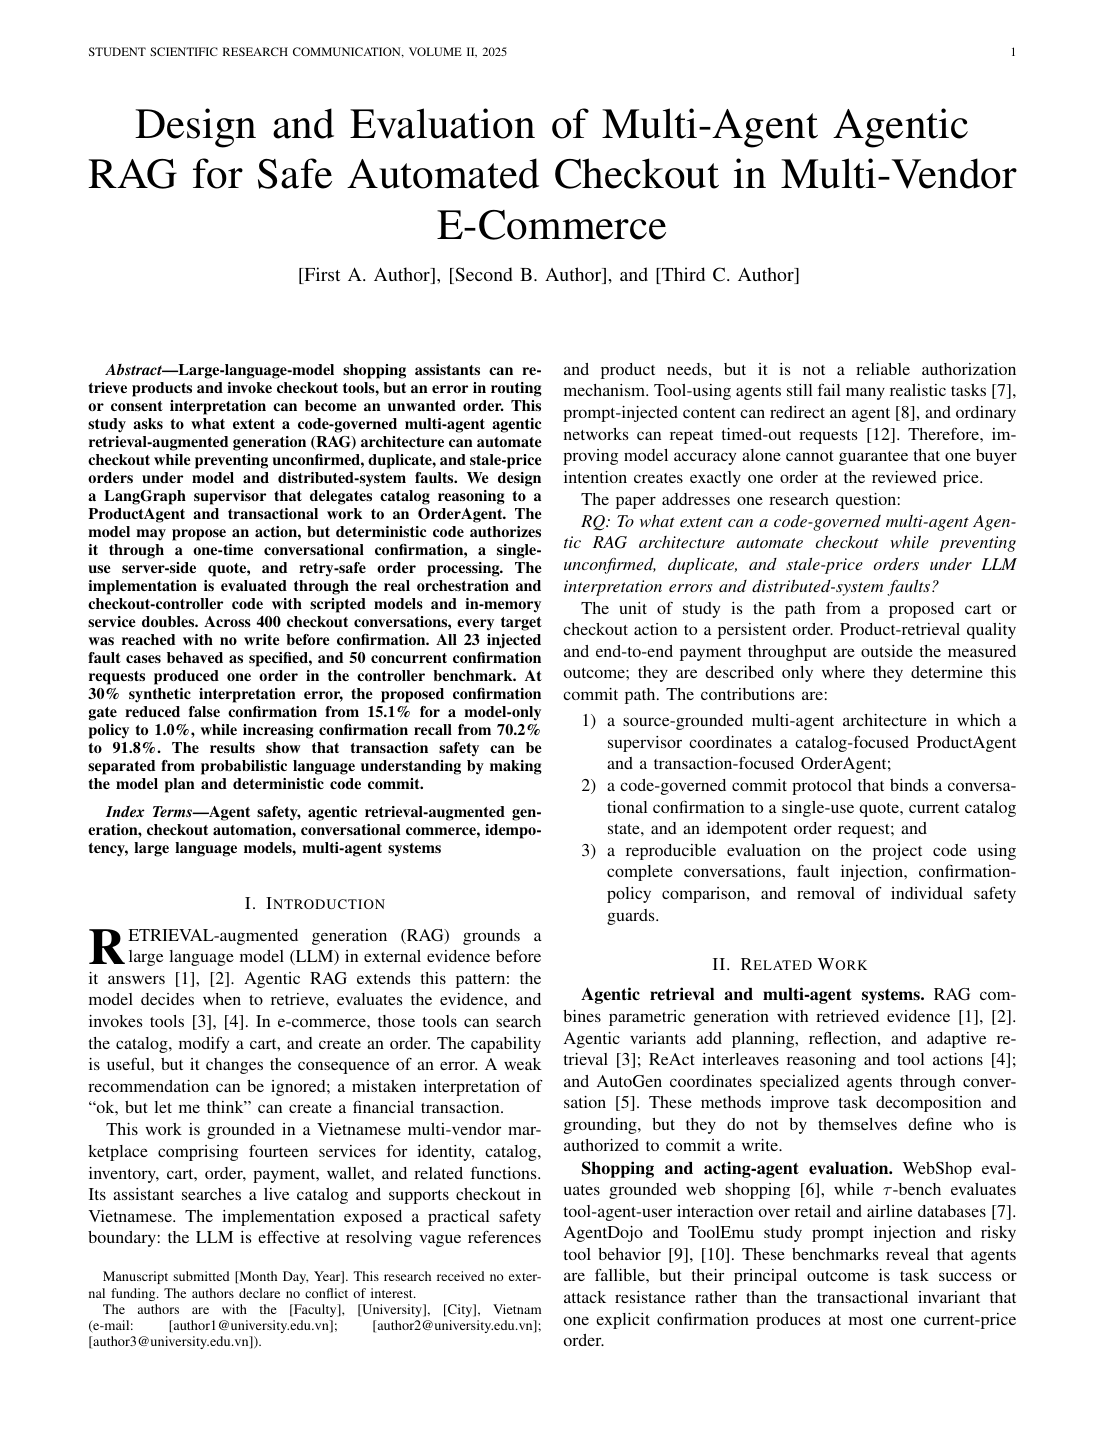 STUDENT SCIENTIFIC RESEARCH COMMUNICATION, VOLUME II, 2025
1
Design and Evaluation of Multi-Agent Agentic
RAG for Safe Automated Checkout in Multi-Vendor
E-Commerce
[First A. Author], [Second B. Author], and [Third C. Author]
Abstract—Large-language-model shopping assistants can re-
trieve products and invoke checkout tools, but an error in routing
or consent interpretation can become an unwanted order. This
study asks to what extent a code-governed multi-agent agentic
retrieval-augmented generation (RAG) architecture can automate
checkout while preventing unconfirmed, duplicate, and stale-price
orders under model and distributed-system faults. We design
a LangGraph supervisor that delegates catalog reasoning to a
ProductAgent and transactional work to an OrderAgent. The
model may propose an action, but deterministic code authorizes
it through a one-time conversational confirmation, a single-
use server-side quote, and retry-safe order processing. The
implementation is evaluated through the real orchestration and
checkout-controller code with scripted models and in-memory
service doubles. Across 400 checkout conversations, every target
was reached with no write before confirmation. All 23 injected
fault cases behaved as specified, and 50 concurrent confirmation
requests produced one order in the controller benchmark. At
30% synthetic interpretation error, the proposed confirmation
gate reduced false confirmation from 15.1% for a model-only
policy to 1.0%, while increasing confirmation recall from 70.2%
to 91.8%. The results show that transaction safety can be
separated from probabilistic language understanding by making
the model plan and deterministic code commit.
Index Terms—Agent safety, agentic retrieval-augmented gen-
eration, checkout automation, conversational commerce, idempo-
tency, large language models, multi-agent systems
I. INTRODUCTION
RETRIEVAL-augmented generation (RAG) grounds a
large language model (LLM) in external evidence before
it answers [1], [2]. Agentic RAG extends this pattern: the
model decides when to retrieve, evaluates the evidence, and
invokes tools [3], [4]. In e-commerce, those tools can search
the catalog, modify a cart, and create an order. The capability
is useful, but it changes the consequence of an error. A weak
recommendation can be ignored; a mistaken interpretation of
“ok, but let me think” can create a financial transaction.
This work is grounded in a Vietnamese multi-vendor mar-
ketplace comprising fourteen services for identity, catalog,
inventory, cart, order, payment, wallet, and related functions.
Its assistant searches a live catalog and supports checkout in
Vietnamese. The implementation exposed a practical safety
boundary: the LLM is effective at resolving vague references
Manuscript submitted [Month Day, Year]. This research received no exter-
nal funding. The authors declare no conflict of interest.
The authors are with the [Faculty], [University], [City], Vietnam
(e-mail: [author1@university.edu.vn]; [author2@university.edu.vn];
[author3@university.edu.vn]).
and product needs, but it is not a reliable authorization
mechanism. Tool-using agents still fail many realistic tasks [7],
prompt-injected content can redirect an agent [8], and ordinary
networks can repeat timed-out requests [12]. Therefore, im-
proving model accuracy alone cannot guarantee that one buyer
intention creates exactly one order at the reviewed price.
The paper addresses one research question:
RQ: To what extent can a code-governed multi-agent Agen-
tic RAG architecture automate checkout while preventing
unconfirmed, duplicate, and stale-price orders under LLM
interpretation errors and distributed-system faults?
The unit of study is the path from a proposed cart or
checkout action to a persistent order. Product-retrieval quality
and end-to-end payment throughput are outside the measured
outcome; they are described only where they determine this
commit path. The contributions are:
1) a source-grounded multi-agent architecture in which a
supervisor coordinates a catalog-focused ProductAgent
and a transaction-focused OrderAgent;
2) a code-governed commit protocol that binds a conversa-
tional confirmation to a single-use quote, current catalog
state, and an idempotent order request; and
3) a reproducible evaluation on the project code using
complete conversations, fault injection, confirmation-
policy comparison, and removal of individual safety
guards.
II. RELATED WORK
Agentic retrieval and multi-agent systems. RAG com-
bines parametric generation with retrieved evidence [1], [2].
Agentic variants add planning, reflection, and adaptive re-
trieval [3]; ReAct interleaves reasoning and tool actions [4];
and AutoGen coordinates specialized agents through conver-
sation [5]. These methods improve task decomposition and
grounding, but they do not by themselves define who is
authorized to commit a write.
Shopping and acting-agent evaluation. WebShop eval-
uates grounded web shopping [6], while τ-bench evaluates
tool-agent-user interaction over retail and airline databases [7].
AgentDojo and ToolEmu study prompt injection and risky
tool behavior [9], [10]. These benchmarks reveal that agents
are fallible, but their principal outcome is task success or
attack resistance rather than the transactional invariant that
one explicit confirmation produces at most one current-price
order.